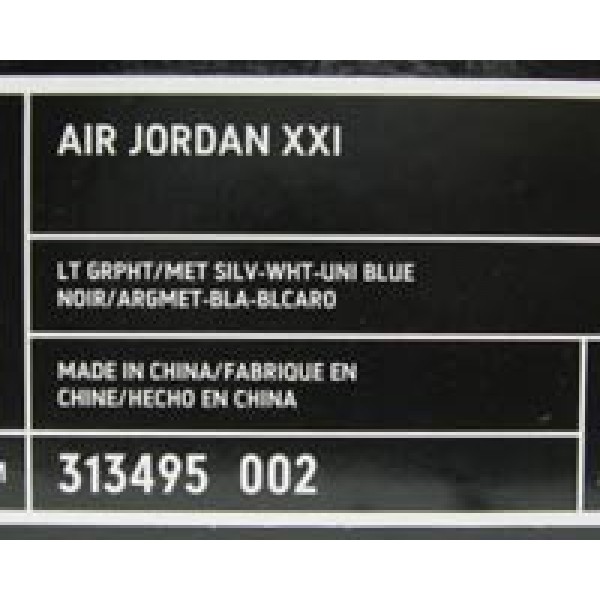 AIR JORDAN XXI
LT GRPHT/MET SILV-WHT-UNI BLUE
NOIR/ARGMET-BLA-BLCARO
MADE IN CHINA/FABRIQUE EN
CHINE/HECHO EN CHINA
313495 002